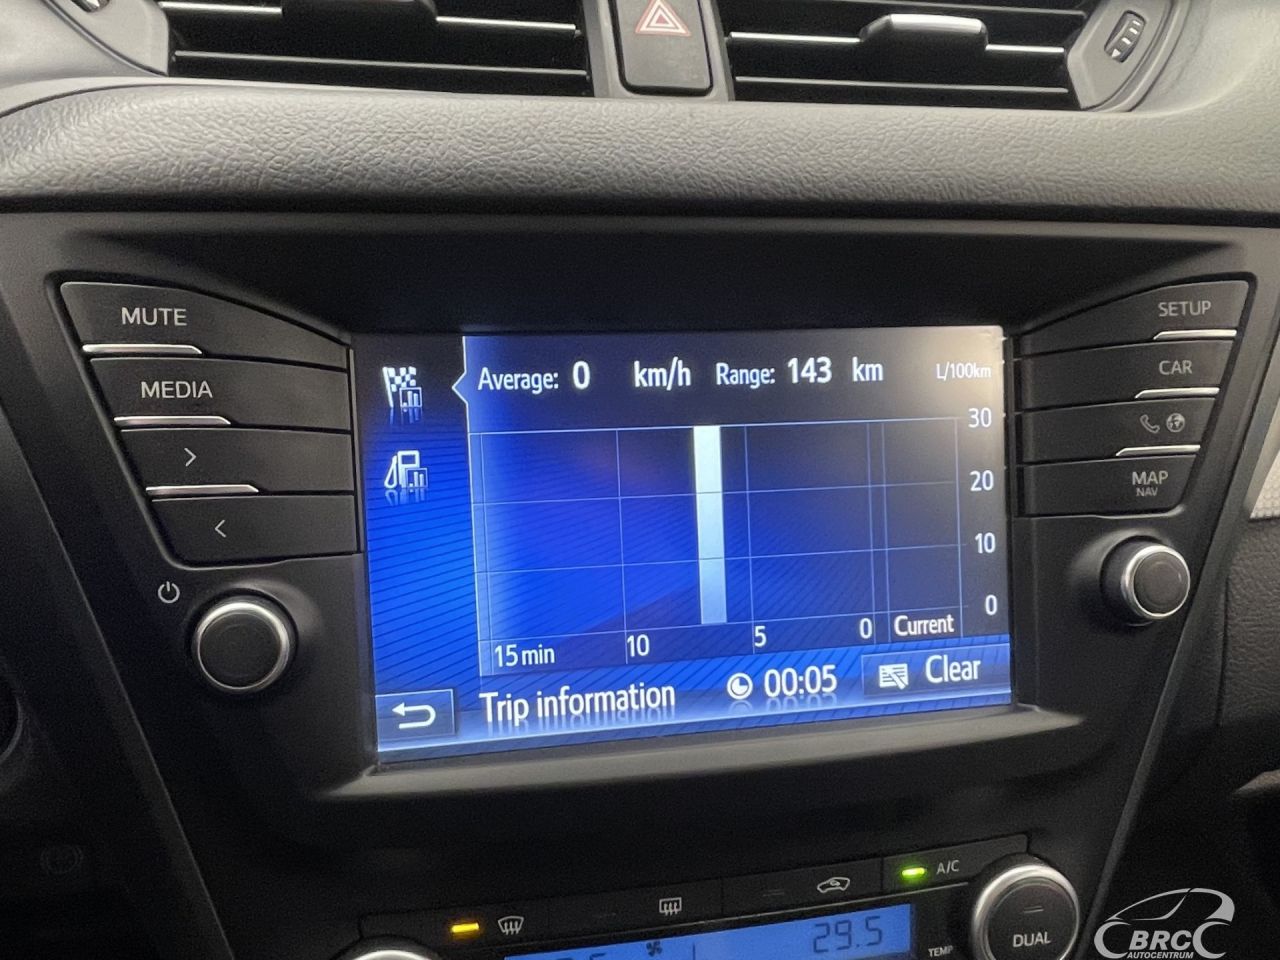 MUTE
MEDIA
SETUP
CAR
MAP
NAV
Average: 0 km/h Range: 143 km L/100km
30
20
10
0
15 min 10 5 0 Current
Trip information 00:05 Clear
A/C
29.5
TEMP
DUAL
BRC
AUTOCENTRUM